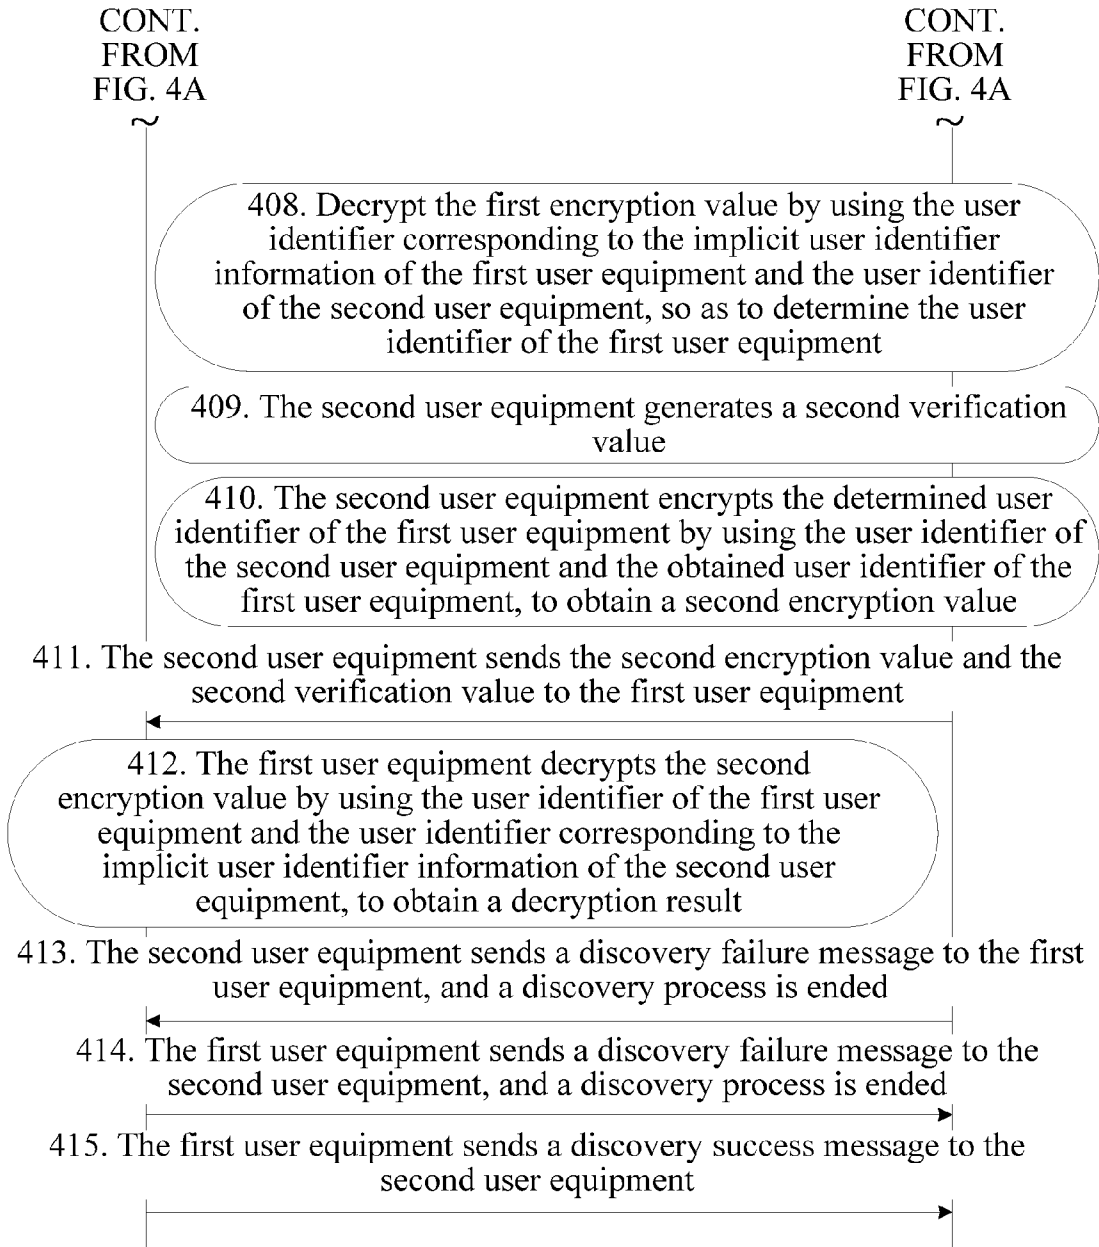 CONT.
FROM
FIG. 4A
~
CONT.
FROM
FIG. 4A
~
408. Decrypt the first encryption value by using the user
identifier corresponding to the implicit user identifier
information of the first user equipment and the user identifier
of the second user equipment, so as to determine the user
identifier of the first user equipment
409. The second user equipment generates a second verification
value
410. The second user equipment encrypts the determined user
identifier of the first user equipment by using the user identifier of
the second user equipment and the obtained user identifier of the
first user equipment, to obtain a second encryption value
411. The second user equipment sends the second encryption value and the
second verification value to the first user equipment
412. The first user equipment decrypts the second
encryption value by using the user identifier of the first user
equipment and the user identifier corresponding to the
implicit user identifier information of the second user
equipment, to obtain a decryption result
413. The second user equipment sends a discovery failure message to the first
user equipment, and a discovery process is ended
414. The first user equipment sends a discovery failure message to the
second user equipment, and a discovery process is ended
415. The first user equipment sends a discovery success message to the
second user equipment